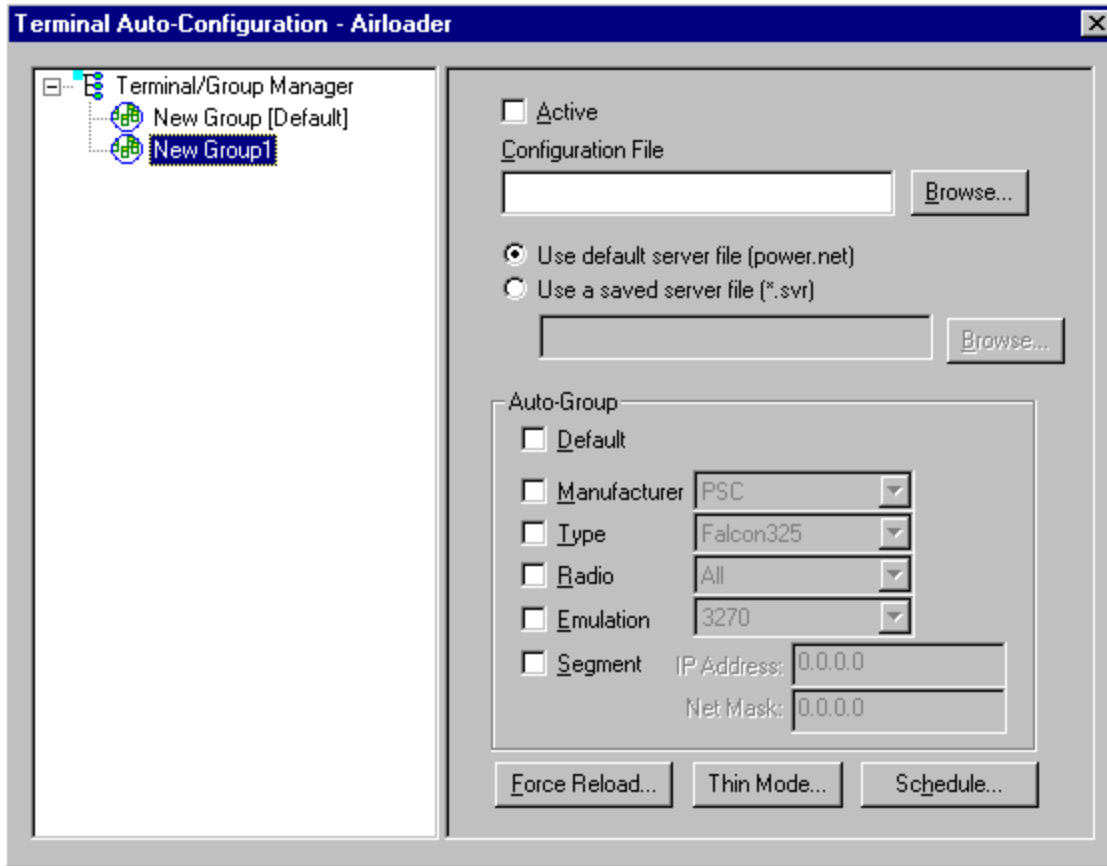 Terminal Auto-Configuration - Airloader
Terminal/Group Manager
New Group [Default]
New Group1
Active
Configuration File
Browse...
Use default server file (power.net)
Use a saved server file (*.svr)
Browse...
Auto-Group
Default
Manufacturer PSC
Type Falcon325
Radio All
Emulation 3270
Segment IP Address: 0.0.0.0
Net Mask: 0.0.0.0
Force Reload... Thin Mode... Schedule...